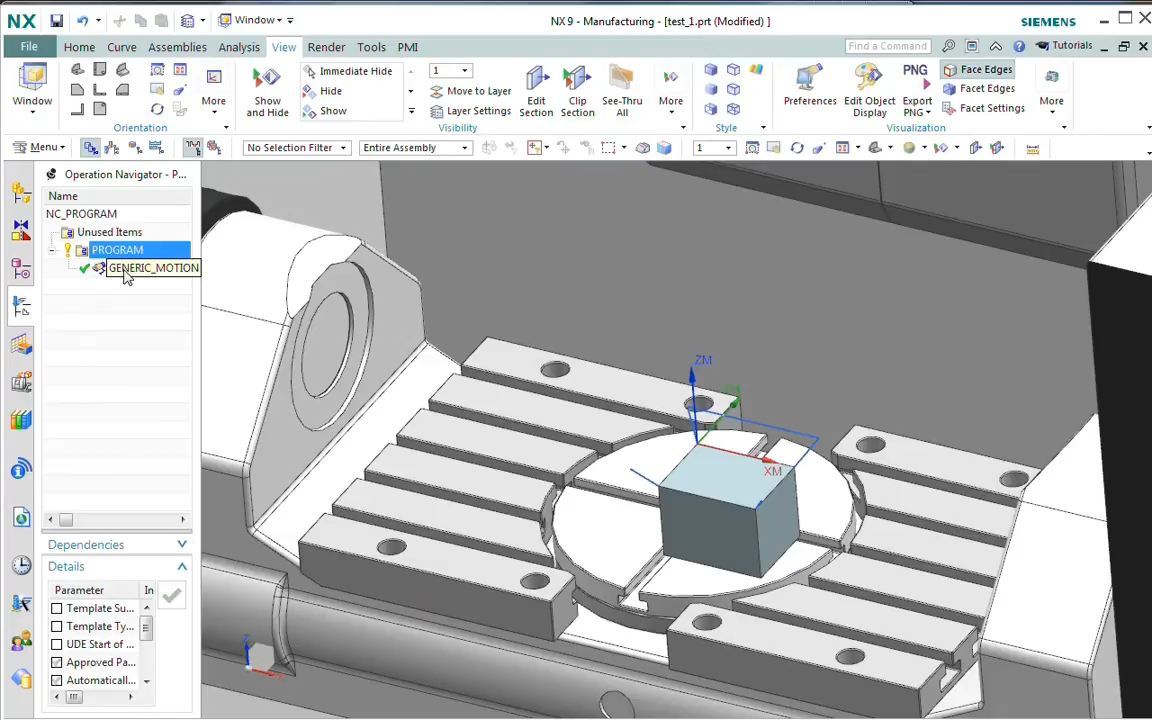 NX
Window
NX 9 - Manufacturing - [test_1.prt (Modified) ]
SIEMENS
File
Home
Curve
Assemblies
Analysis
View
Render
Tools
PMI
Find a Command
Tutorials
Window
More
Orientation
Show and Hide
Immediate Hide
Hide
Show
1
Move to Layer
Layer Settings
Edit Section
Clip Section
See-Thru All
More
Visibility
Style
Preferences
Edit Object Display
PNG
Export PNG
Face Edges
Face Edges
Facet Settings
More
Visualization
Menu
No Selection Filter
Entire Assembly
1
Operation Navigator - P...
Name
NC_PROGRAM
Unused Items
PROGRAM
GENERIC_MOTION
Dependencies
Details
Parameter
In
Template Su...
Template Ty...
UDE Start of ...
Approved Pa...
Automaticall...
ZM
XM